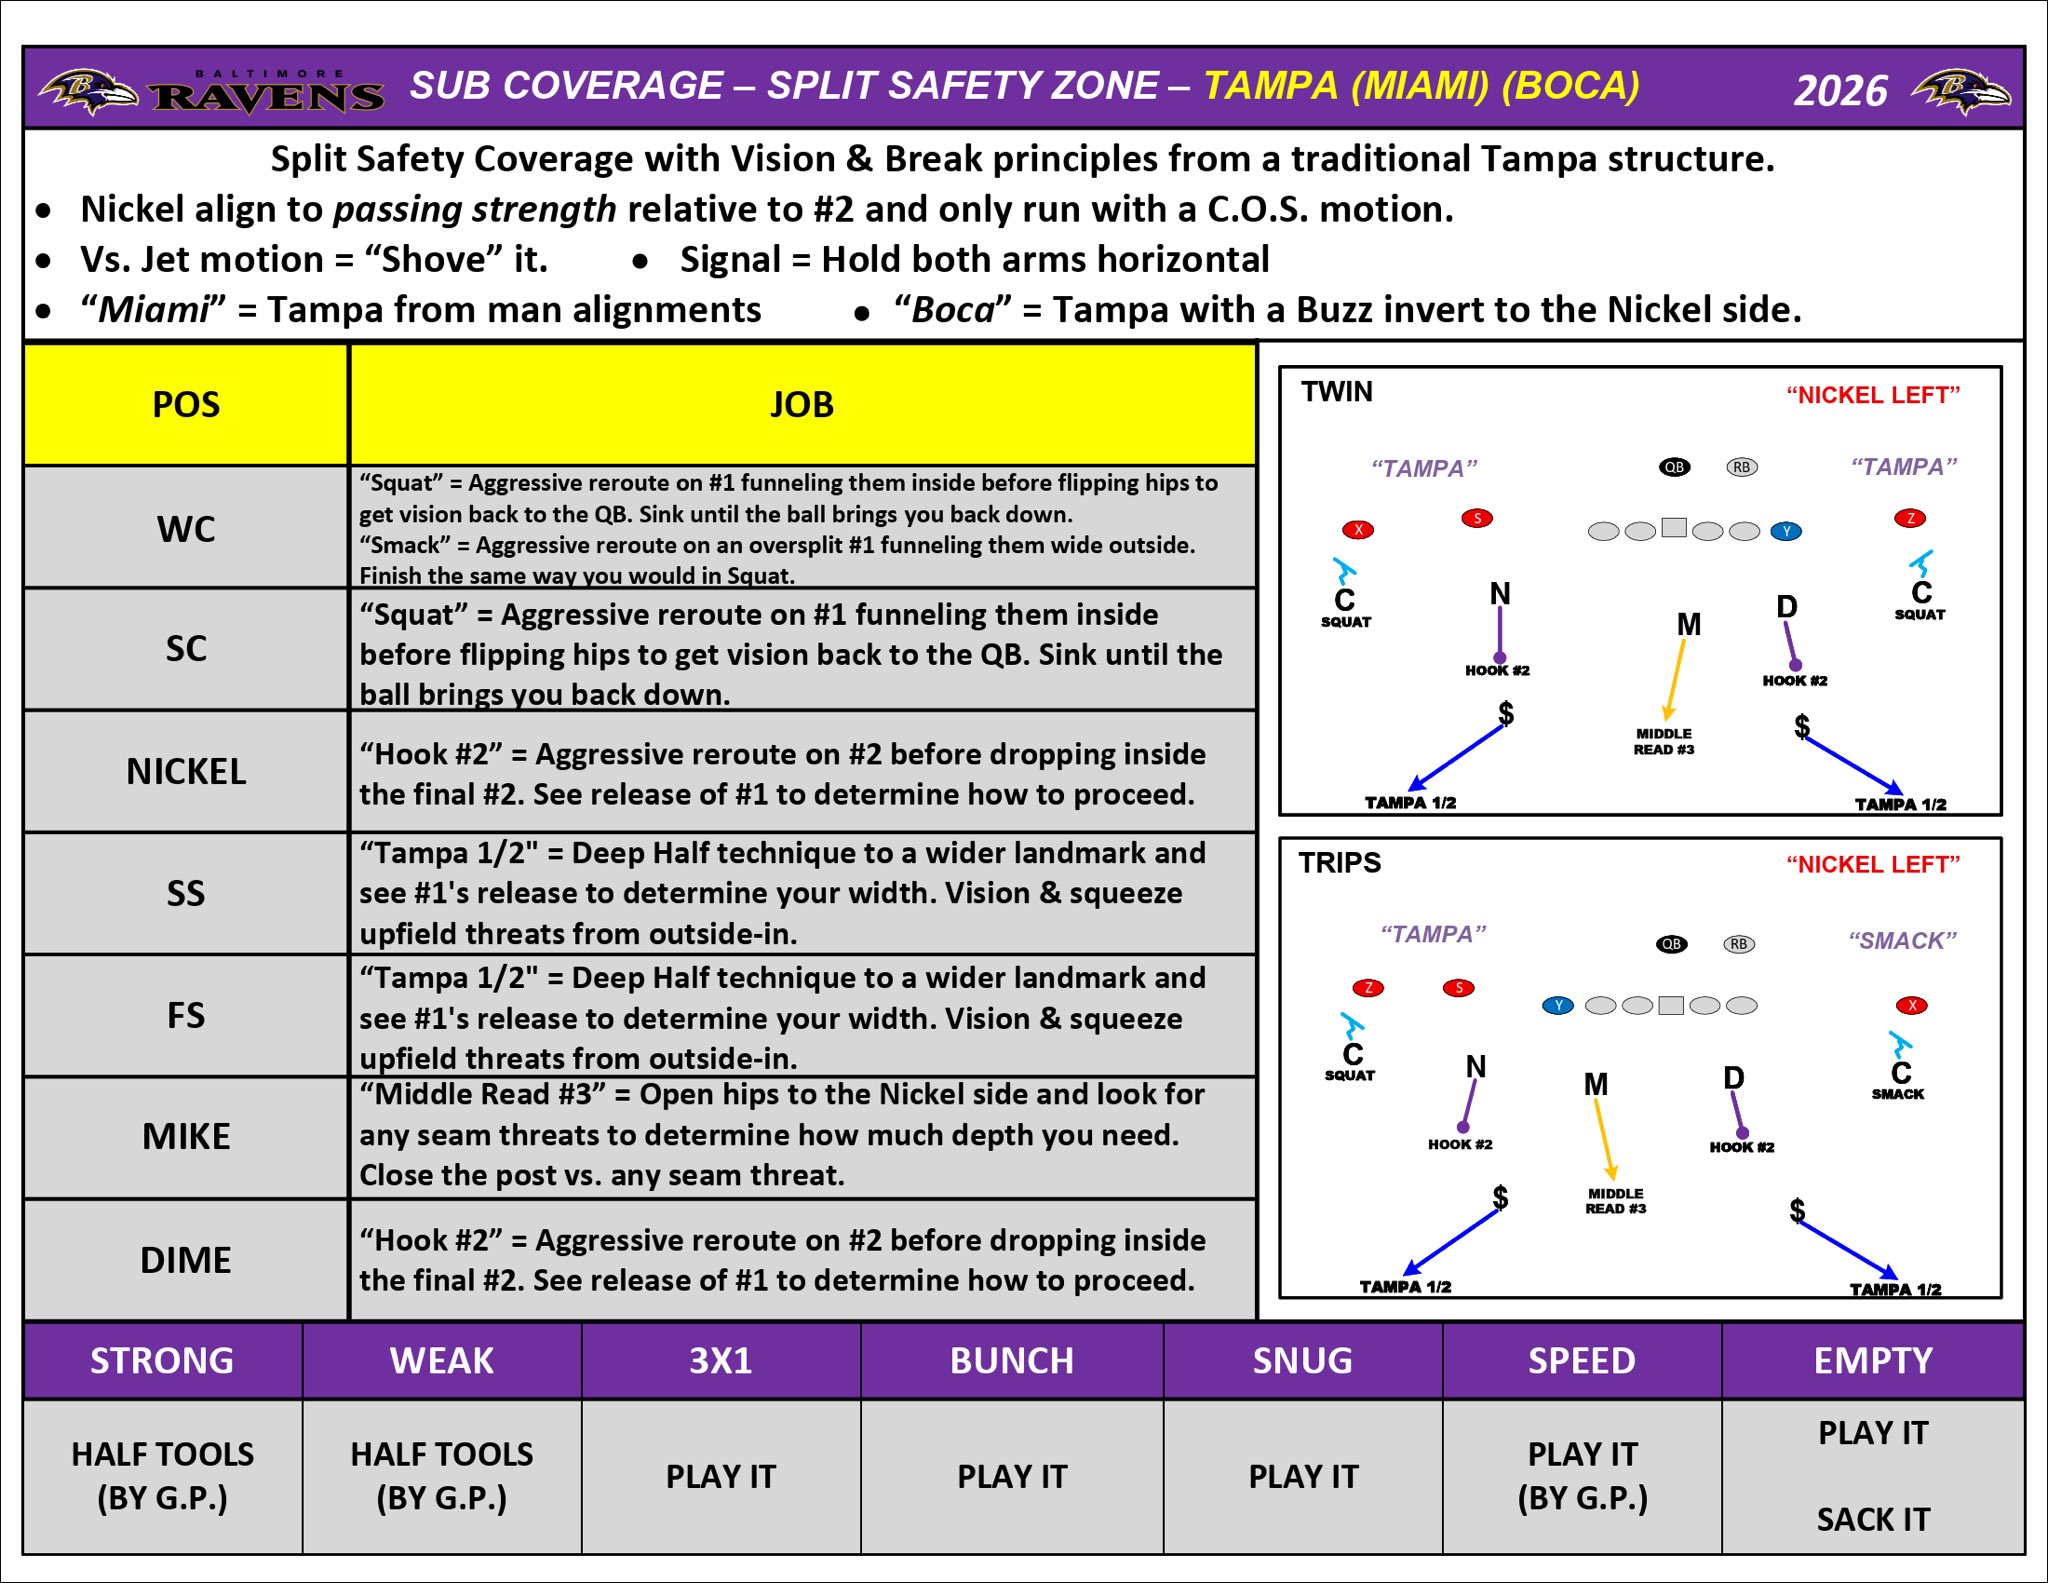 BALTIMORE
RAVENS
SUB COVERAGE – SPLIT SAFETY ZONE – TAMPA (MIAMI) (BOCA)
2026
Split Safety Coverage with Vision & Break principles from a traditional Tampa structure.
• Nickel align to passing strength relative to #2 and only run with a C.O.S. motion.
• Vs. Jet motion = “Shove” it. • Signal = Hold both arms horizontal
• “Miami” = Tampa from man alignments • “Boca” = Tampa with a Buzz invert to the Nickel side.
POS
JOB
WC
“Squat” = Aggressive reroute on #1 funneling them inside before flipping hips to
get vision back to the QB. Sink until the ball brings you back down.
“Smack” = Aggressive reroute on an oversplit #1 funneling them wide outside.
Finish the same way you would in Squat.
SC
“Squat” = Aggressive reroute on #1 funneling them inside
before flipping hips to get vision back to the QB. Sink until the
ball brings you back down.
NICKEL
“Hook #2” = Aggressive reroute on #2 before dropping inside
the final #2. See release of #1 to determine how to proceed.
SS
“Tampa 1/2" = Deep Half technique to a wider landmark and
see #1's release to determine your width. Vision & squeeze
upfield threats from outside-in.
FS
“Tampa 1/2" = Deep Half technique to a wider landmark and
see #1's release to determine your width. Vision & squeeze
upfield threats from outside-in.
MIKE
“Middle Read #3” = Open hips to the Nickel side and look for
any seam threats to determine how much depth you need.
Close the post vs. any seam threat.
DIME
“Hook #2” = Aggressive reroute on #2 before dropping inside
the final #2. See release of #1 to determine how to proceed.
TWIN
“NICKEL LEFT”
“TAMPA”
QB
RB
“TAMPA”
X
S
Y
Z
C
SQUAT
N
HOOK #2
M
MIDDLE
READ #3
D
HOOK #2
C
SQUAT
$
$
TAMPA 1/2
TAMPA 1/2
TRIPS
“NICKEL LEFT”
“TAMPA”
QB
RB
“SMACK”
Z
S
Y
X
C
SQUAT
N
HOOK #2
M
MIDDLE
READ #3
D
HOOK #2
C
SMACK
$
$
TAMPA 1/2
TAMPA 1/2
STRONG
WEAK
3X1
BUNCH
SNUG
SPEED
EMPTY
HALF TOOLS
(BY G.P.)
HALF TOOLS
(BY G.P.)
PLAY IT
PLAY IT
PLAY IT
PLAY IT
(BY G.P.)
PLAY IT
SACK IT